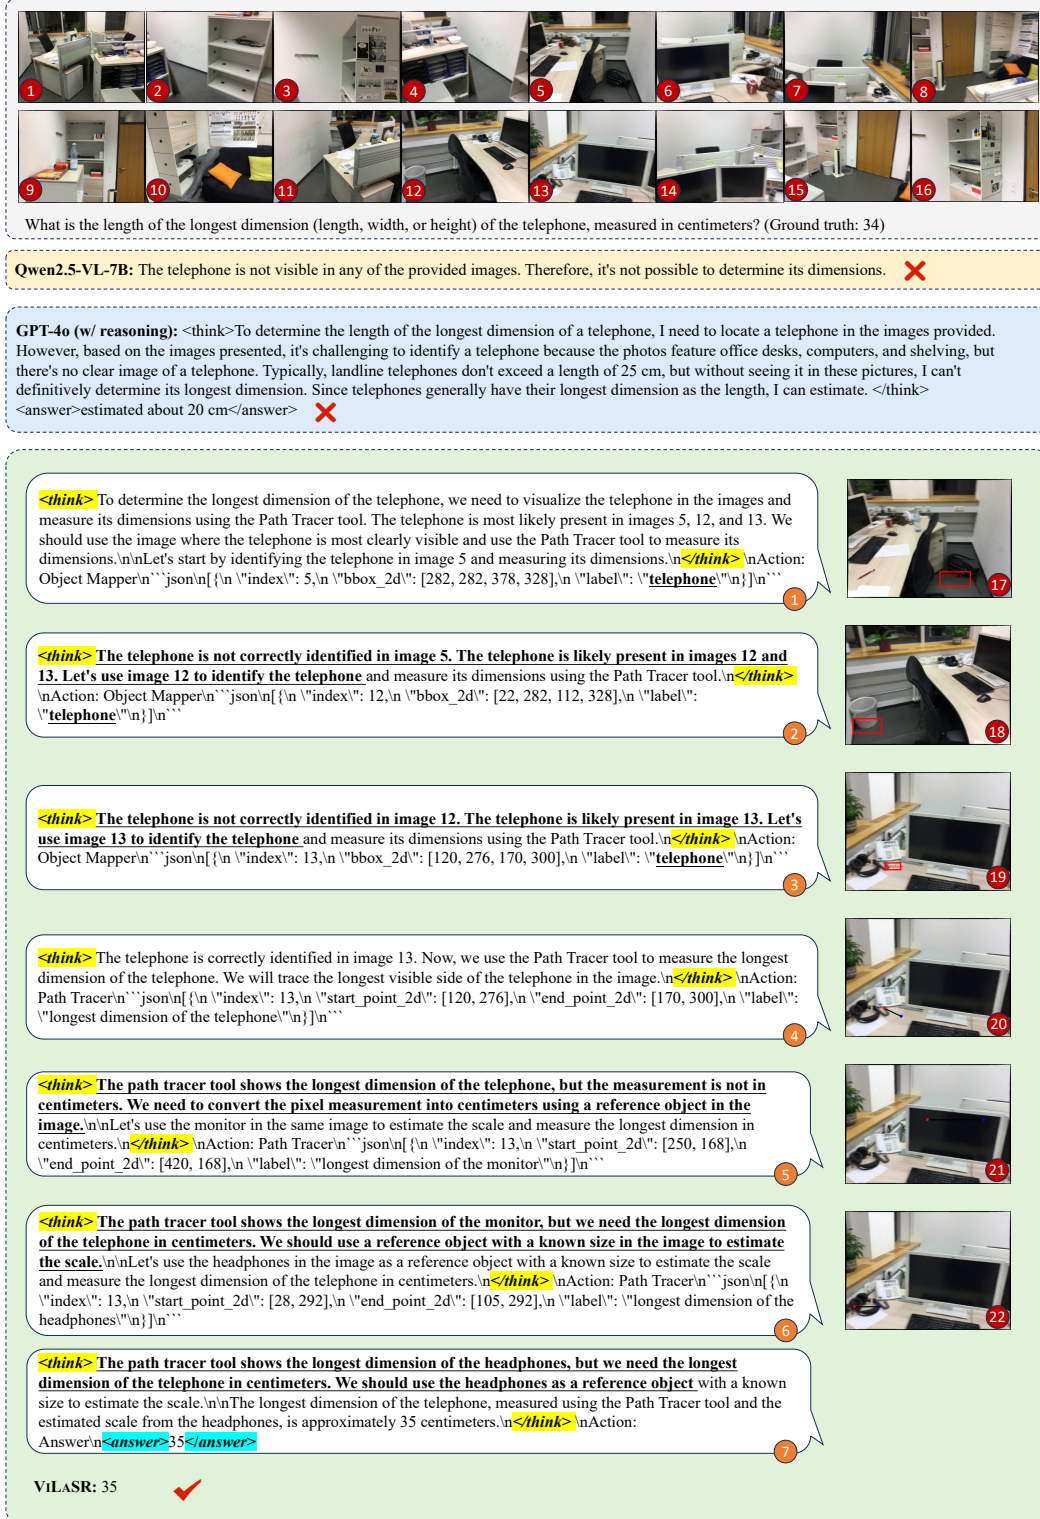 1 2 3 4 5 6 7 8
9 10 11 12 13 14 15 16
What is the length of the longest dimension (length, width, or height) of the telephone, measured in centimeters? (Ground truth: 34)
Qwen2.5-VL-7B: The telephone is not visible in any of the provided images. Therefore, it's not possible to determine its dimensions.
GPT-4o (w/ reasoning): <think>To determine the length of the longest dimension of a telephone, I need to locate a telephone in the images provided.
However, based on the images presented, it's challenging to identify a telephone because the photos feature office desks, computers, and shelving, but
there's no clear image of a telephone. Typically, landline telephones don't exceed a length of 25 cm, but without seeing it in these pictures, I can't
definitively determine its longest dimension. Since telephones generally have their longest dimension as the length, I can estimate. </think>
<answer>estimated about 20 cm</answer>
<think> To determine the longest dimension of the telephone, we need to visualize the telephone in the images and
measure its dimensions using the Path Tracer tool. The telephone is most likely present in images 5, 12, and 13. We
should use the image where the telephone is most clearly visible and use the Path Tracer tool to measure its
dimensions.\n\nLet's start by identifying the telephone in image 5 and measuring its dimensions.\n</think> \nAction:
Object Mapper\n```json\n[{\n \"index\": 5,\n \"bbox_2d\": [282, 282, 378, 328],\n \"label\": \"telephone\"\n}]\n```
1
17
<think> The telephone is not correctly identified in image 5. The telephone is likely present in images 12 and
13. Let's use image 12 to identify the telephone and measure its dimensions using the Path Tracer tool.\n</think>
\nAction: Object Mapper\n```json\n[{\n \"index\": 12,\n \"bbox_2d\": [22, 282, 112, 328],\n \"label\":
\"telephone\"\n}]\n```
2
18
<think> The telephone is not correctly identified in image 12. The telephone is likely present in image 13. Let's
use image 13 to identify the telephone and measure its dimensions using the Path Tracer tool.\n</think> \nAction:
Object Mapper\n```json\n[{\n \"index\": 13,\n \"bbox_2d\": [120, 276, 170, 300],\n \"label\": \"telephone\"\n}]\n```
3
19
<think> The telephone is correctly identified in image 13. Now, we use the Path Tracer tool to measure the longest
dimension of the telephone. We will trace the longest visible side of the telephone in the image.\n</think> \nAction:
Path Tracer\n```json\n[{\n \"index\": 13,\n \"start_point_2d\": [120, 276],\n \"end_point_2d\": [170, 300],\n \"label\":
\"longest dimension of the telephone\"\n}]\n```
4
20
<think> The path tracer tool shows the longest dimension of the telephone, but the measurement is not in
centimeters. We need to convert the pixel measurement into centimeters using a reference object in the
image.\n\nLet's use the monitor in the same image to estimate the scale and measure the longest dimension in
centimeters.\n</think> \nAction: Path Tracer\n```json\n[{\n \"index\": 13,\n \"start_point_2d\": [250, 168],\n
\"end_point_2d\": [420, 168],\n \"label\": \"longest dimension of the monitor\"\n}]\n```
5
21
<think> The path tracer tool shows the longest dimension of the monitor, but we need the longest dimension
of the telephone in centimeters. We should use a reference object with a known size in the image to estimate
the scale.\n\nLet's use the headphones in the image as a reference object with a known size to estimate the scale
and measure the longest dimension of the telephone in centimeters.\n</think> \nAction: Path Tracer\n```json\n[{\n
\"index\": 13,\n \"start_point_2d\": [28, 292],\n \"end_point_2d\": [105, 292],\n \"label\": \"longest dimension of the
headphones\"\n}]\n```
6
22
<think> The path tracer tool shows the longest dimension of the headphones, but we need the longest
dimension of the telephone in centimeters. We should use the headphones as a reference object with a known
size to estimate the scale.\n\nThe longest dimension of the telephone, measured using the Path Tracer tool and the
estimated scale from the headphones, is approximately 35 centimeters.\n</think> \nAction:
Answer\n<answer>35</answer>
7
VILASR: 35